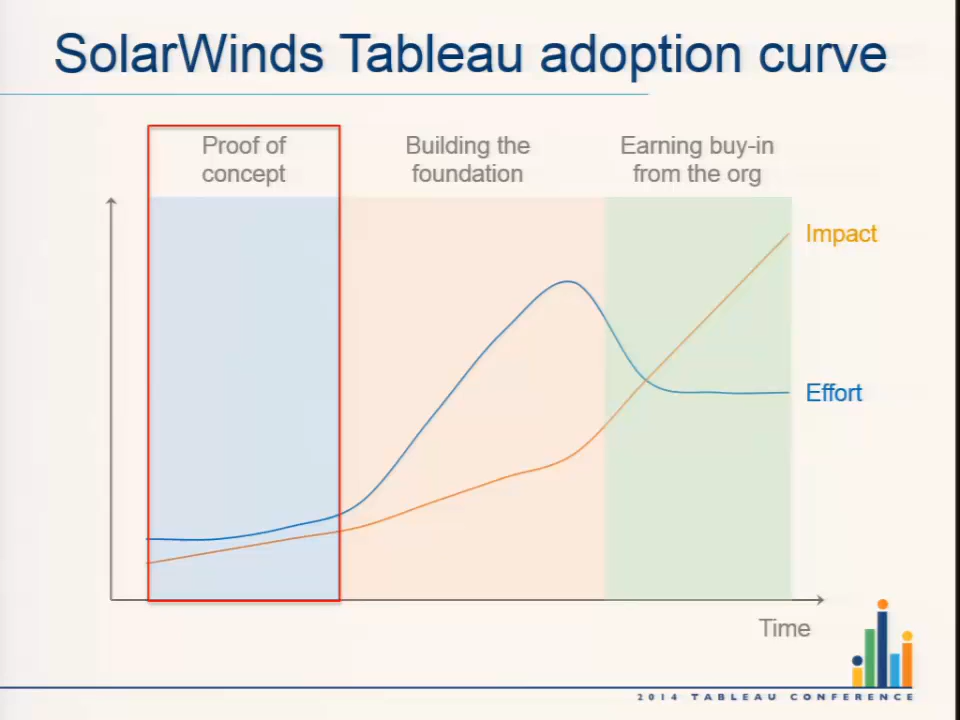 SolarWinds Tableau adoption curve
Proof of
concept
Building the
foundation
Earning buy-in
from the org
Impact
Effort
Time
2014 TABLEAU CONFERENCE